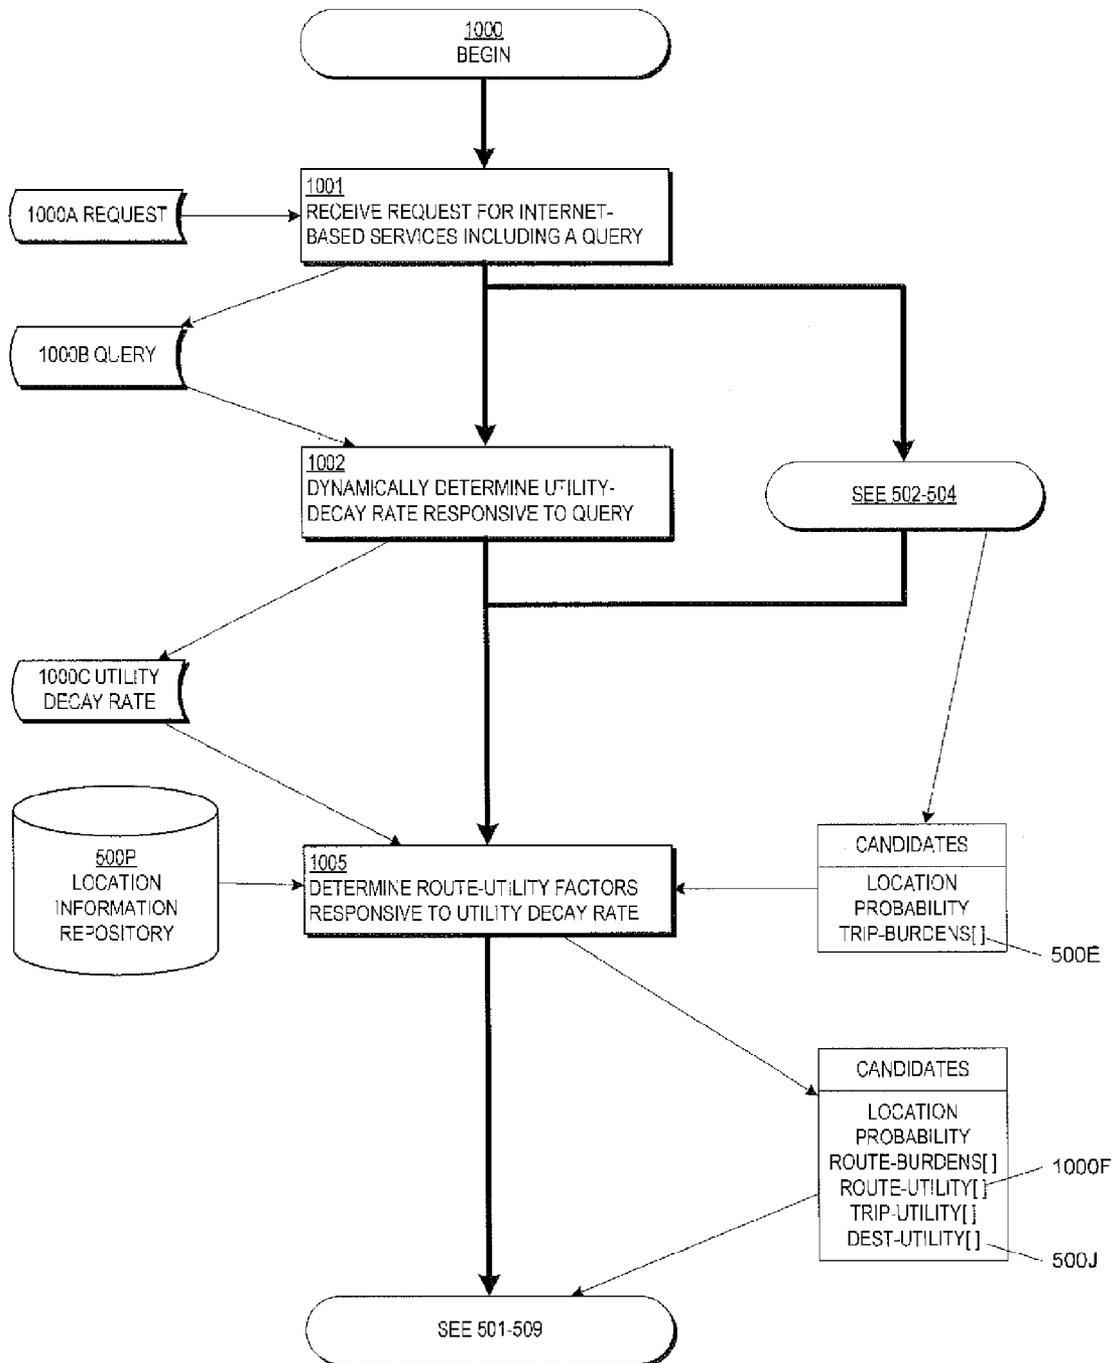 1000
BEGIN
1001
RECEIVE REQUEST FOR INTERNET-
BASED SERVICES INCLUDING A QUERY
1000A REQUEST
1000B QUERY
1002
DYNAMICALLY DETERMINE UTILITY-
DECAY RATE RESPONSIVE TO QUERY
SEE 502-504
1000C UTILITY
DECAY RATE
500P
LOCATION
INFORMATION
REPOSITORY
1005
DETERMINE ROUTE-UTILITY FACTORS
RESPONSIVE TO UTILITY DECAY RATE
CANDIDATES
LOCATION
PROBABILITY
TRIP-BURDENS[ ]
500E
CANDIDATES
LOCATION
PROBABILITY
ROUTE-BURDENS[ ]
ROUTE-UTILITY[ ]
1000F
TRIP-UTILITY[ ]
DEST-UTILITY[ ]
500J
SEE 501-509